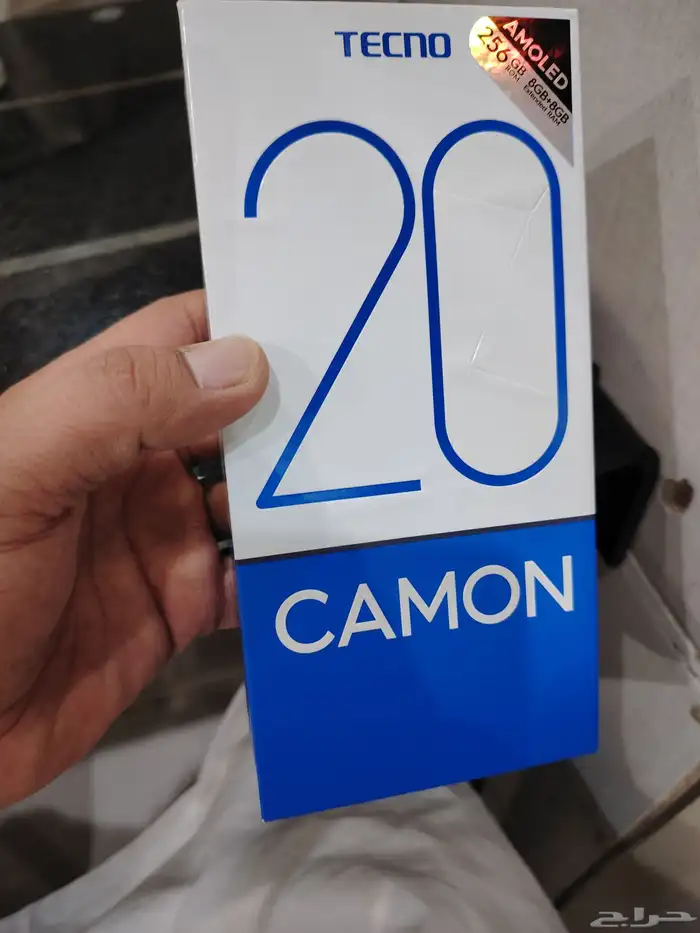 TECNO
AMOLED
256 GB
ROM
8GB+8GB
Extended RAM
20
CAMON
حراج